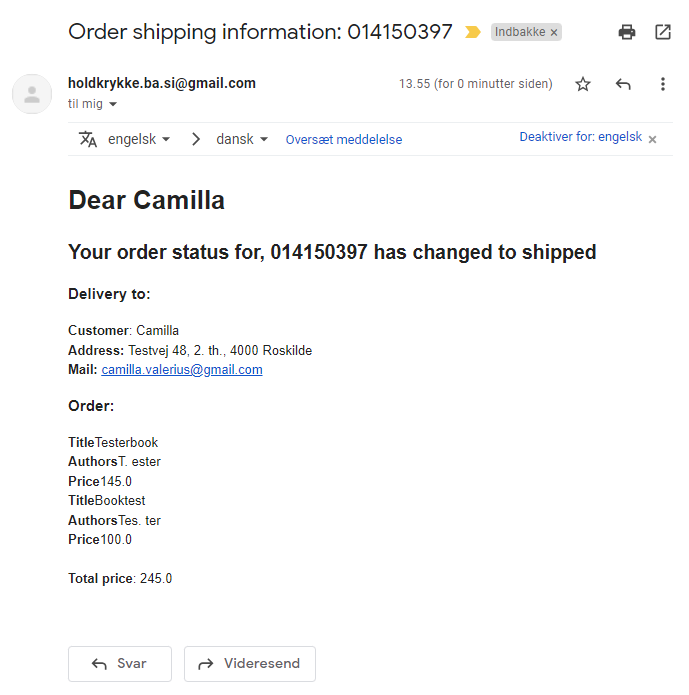 Order shipping information: 014150397 Indbakke ×
holdkrykke.ba.si@gmail.com 13.55 (for 0 minutter siden)
til mig
engelsk > dansk Oversæt meddelelse Deaktiver for: engelsk ×
Dear Camilla
Your order status for, 014150397 has changed to shipped
Delivery to:
Customer: Camilla
Address: Testvej 48, 2. th., 4000 Roskilde
Mail: camilla.valerius@gmail.com
Order:
TitleTesterbook
AuthorsT. ester
Price145.0
TitleBooktest
AuthorsTes. ter
Price100.0
Total price: 245.0
Svar Videresend